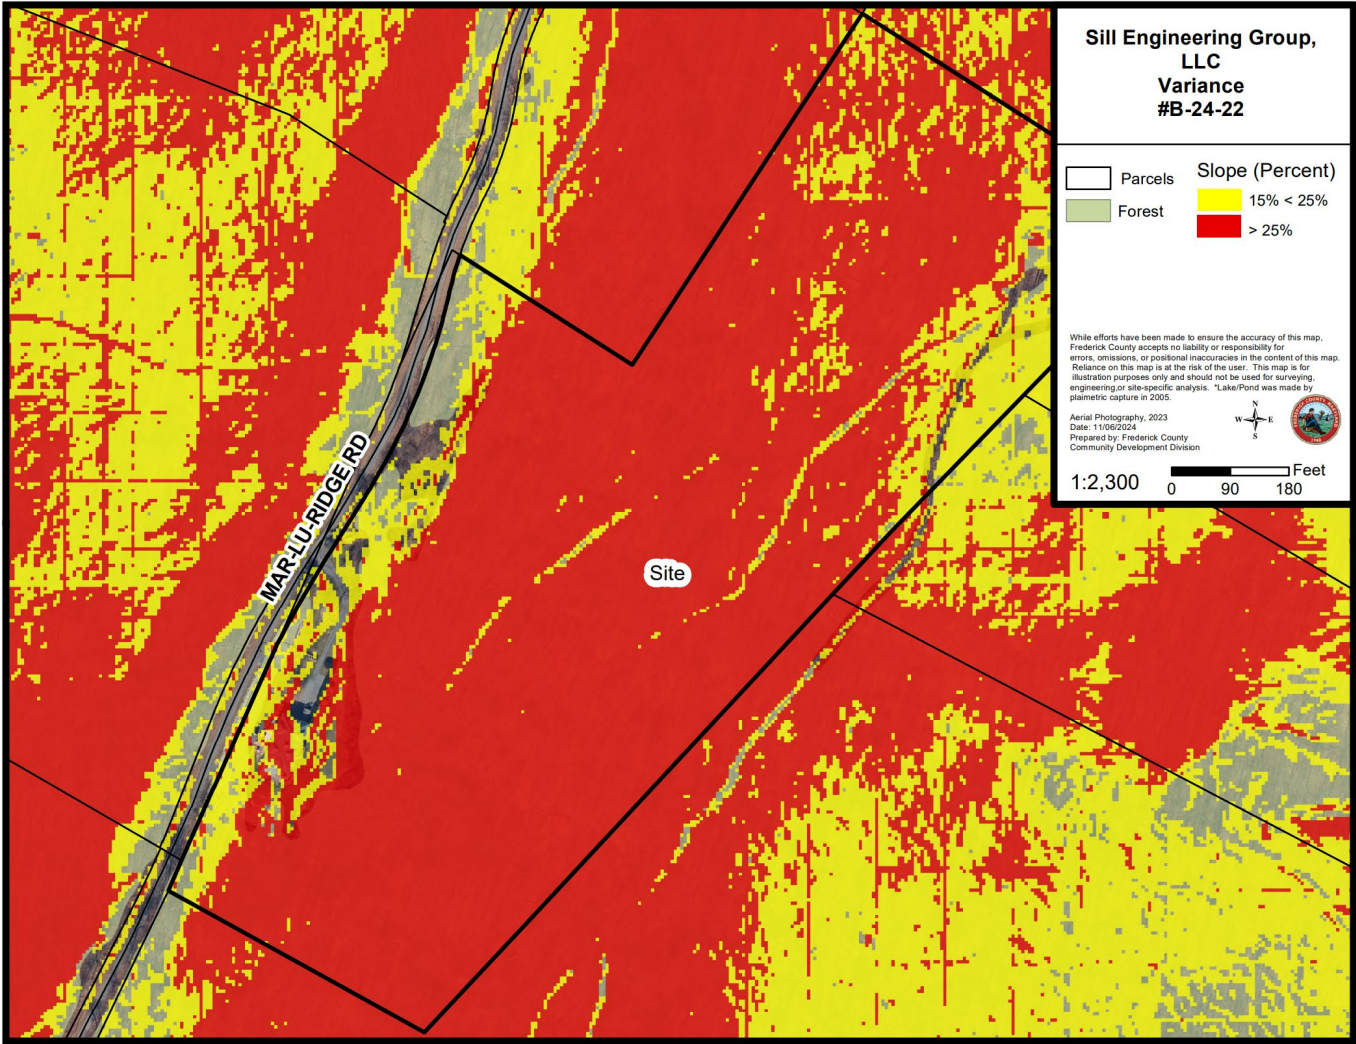 Sill Engineering Group,
LLC
Variance
#B-24-22
Parcels
Forest
Slope (Percent)
15% < 25%
> 25%
While efforts have been made to ensure the accuracy of this map,
Frederick County accepts no liability or responsibility for
errors, omissions, or positional inaccuracies in the content of this map.
Reliance on this map is at the risk of the user. This map is for
illustration purposes only and should not be used for surveying,
engineering,or site-specific analysis. *Lake/Pond was made by
plaimetric capture in 2005.
Aerial Photography, 2023
Date: 11/06/2024
Prepared by: Frederick County
Community Development Division
N
W E
S
1:2,300
Feet
0 90 180
MAR-LU-RIDGE RD
Site